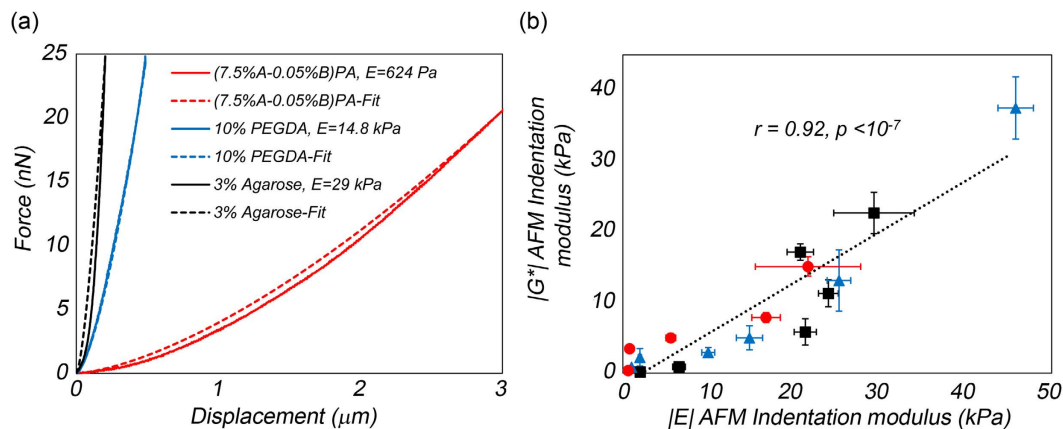 (a)
25
20
15
10
5
0
Force (nN)
(7.5%A-0.05%B)PA, E=624 Pa
(7.5%A-0.05%B)PA-Fit
10% PEGDA, E=14.8 kPa
10% PEGDA-Fit
3% Agarose, E=29 kPa
3% Agarose-Fit
0 1 2 3
Displacement (μm)
(b)
40
30
20
10
0
|G*| AFM Indentation
modulus (kPa)
r = 0.92, p <10-7
0 10 20 30 40 50
|E| AFM Indentation modulus (kPa)